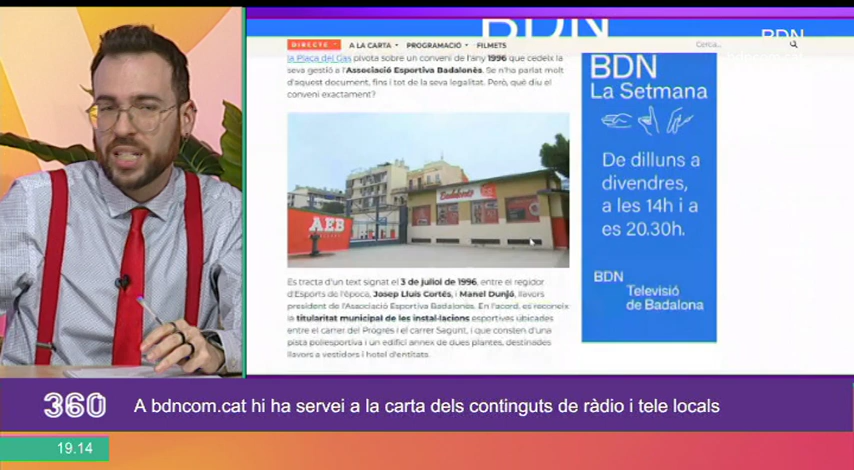 BDN
BDN
DIRECTE
A LA CARTA
PROGRAMACIÓ
FILMETS
Cerca...
la Plaça del Gas pivota sobre un conveni de l'any 1996 que cedeix la
seva gestió a l'Associació Esportiva Badalonès. Se n'ha parlat molt
d'aquest document, fins i tot de la seva legalitat. Però, què diu el
conveni exactament?
AEB
Badalonès
Es tracta d'un text signat el 3 de juliol de 1996, entre el regidor
d'Esports de l'època, Josep Lluís Cortés, i Manel Dunjó, llavors
president de l'Associació Esportiva Badalonès. En l'acord, es reconeix
la titularitat municipal de les instal·lacions esportives ubicades
entre el carrer del Progrés i el carrer Sagunt, i que consten d'una
pista poliesportiva i un edifici annex de dues plantes, destinades
llavors a vestidors i hotel d'entitats.
BDN
La Setmana
De dilluns a
divendres,
a les 14h i a
es 20.30h.
BDN
Televisió
de Badalona
360
A bdncom.cat hi ha servei a la carta dels continguts de ràdio i tele locals
19.14